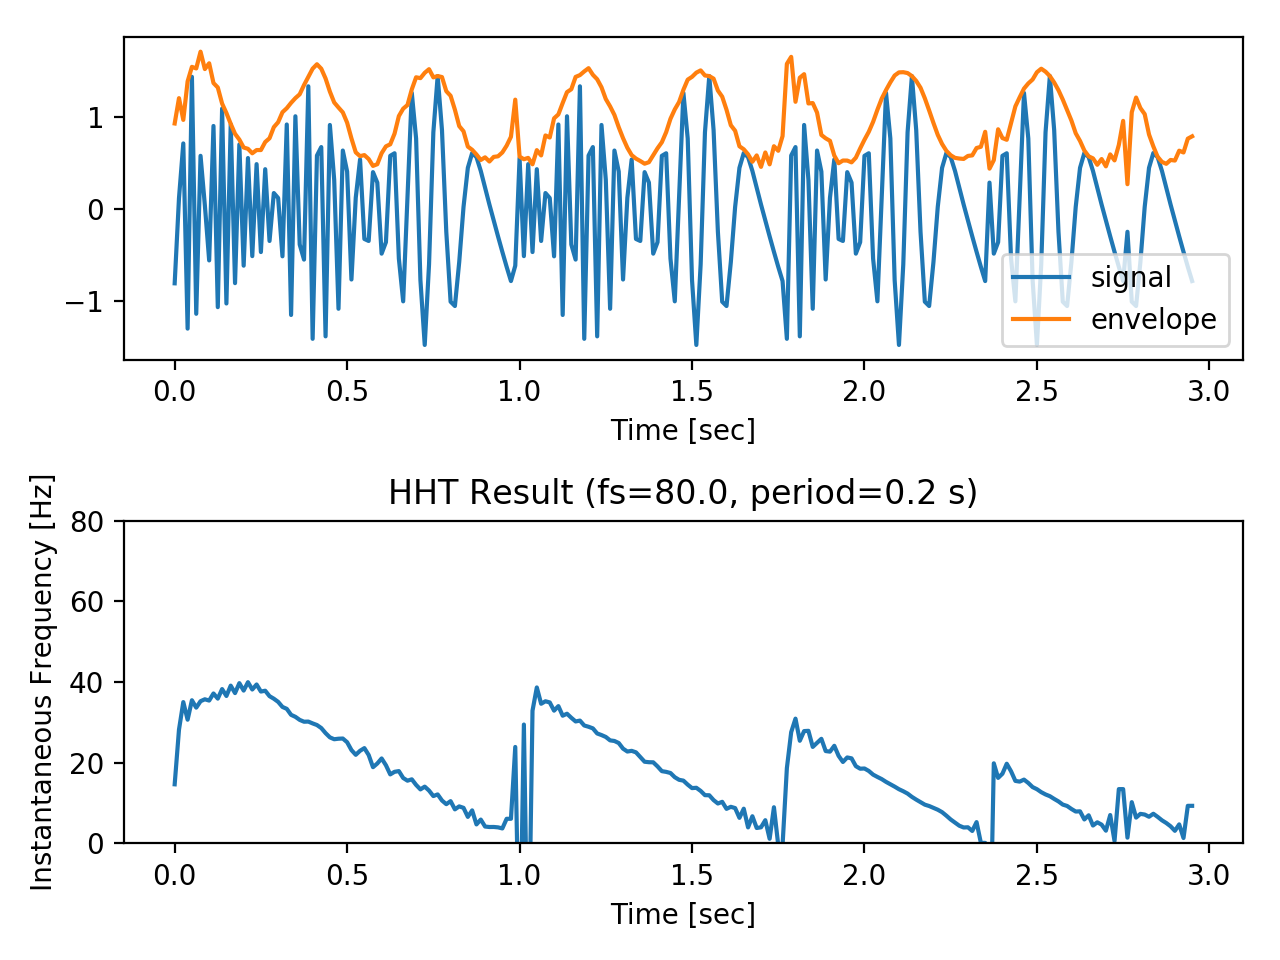 1
0
−1
signal
envelope
0.0 0.5 1.0 1.5 2.0 2.5 3.0
Time [sec]
HHT Result (fs=80.0, period=0.2 s)
Instantaneous Frequency [Hz]
80
60
40
20
0
0.0 0.5 1.0 1.5 2.0 2.5 3.0
Time [sec]